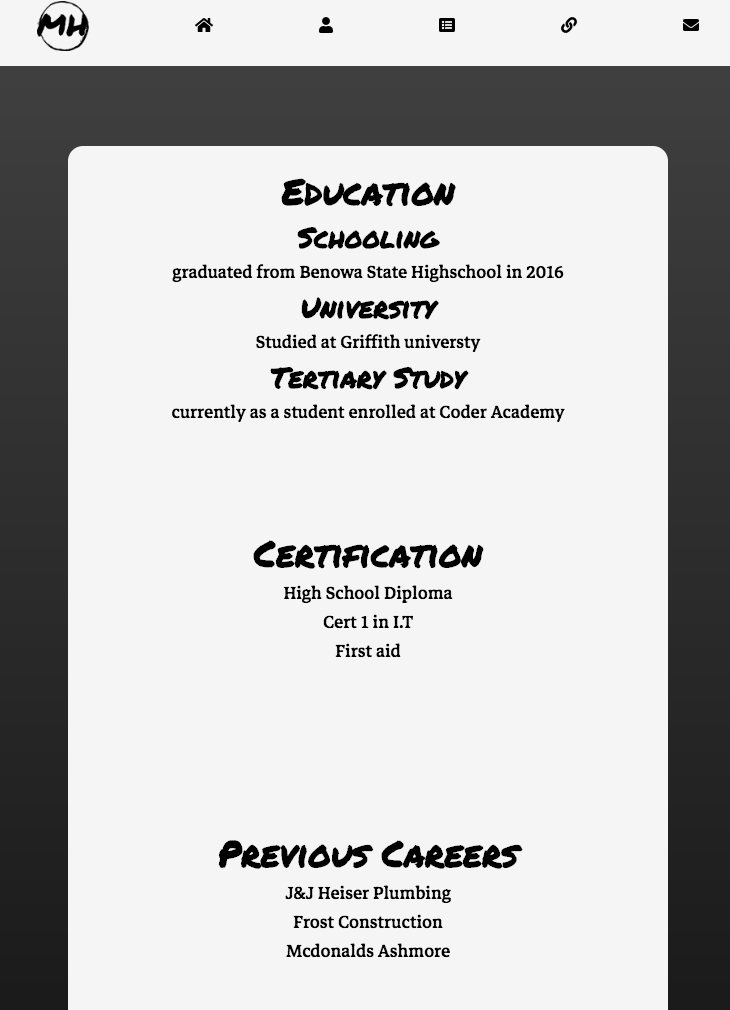 MH
Education
Schooling
graduated from Benowa State Highschool in 2016
University
Studied at Griffith universty
Tertiary Study
currently as a student enrolled at Coder Academy
Certification
High School Diploma
Cert 1 in I.T
First aid
Previous Careers
J&J Heiser Plumbing
Frost Construction
Mcdonalds Ashmore